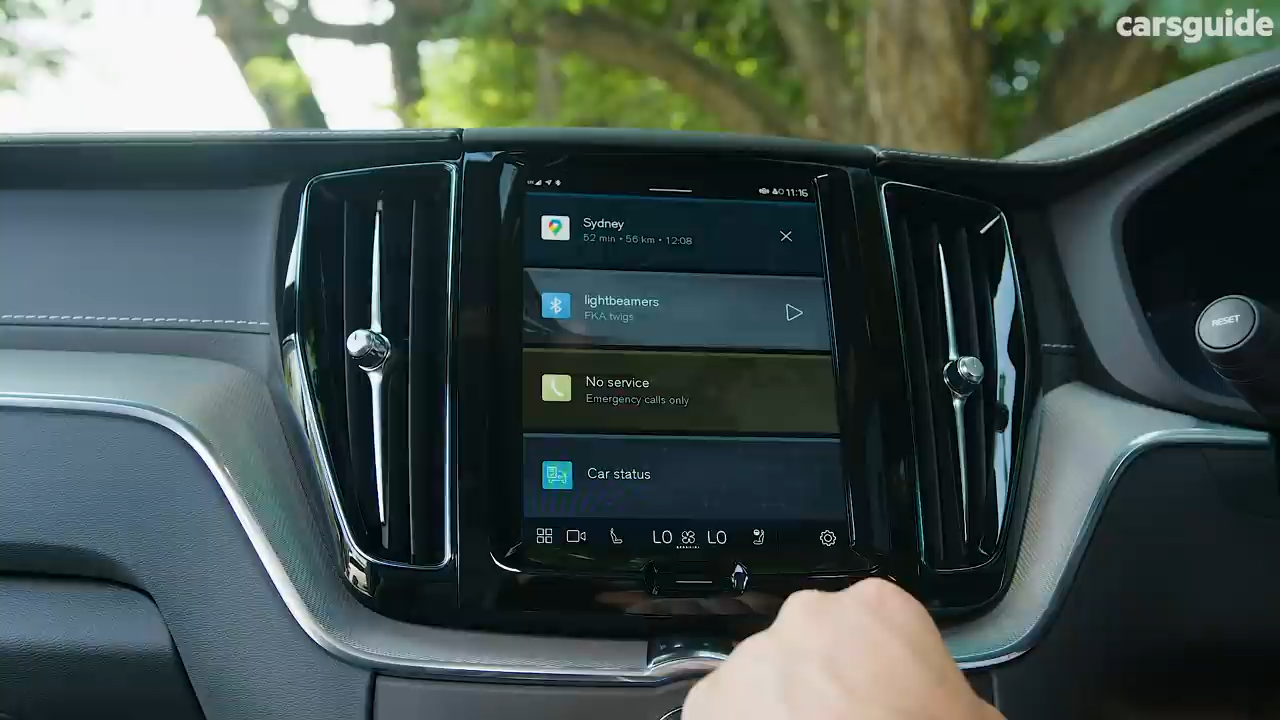 carsguide
11:16
Sydney
52 min • 56 km • 12:08
lightbeamers
FKA twigs
No service
Emergency calls only
Car status
LO LO
RESET